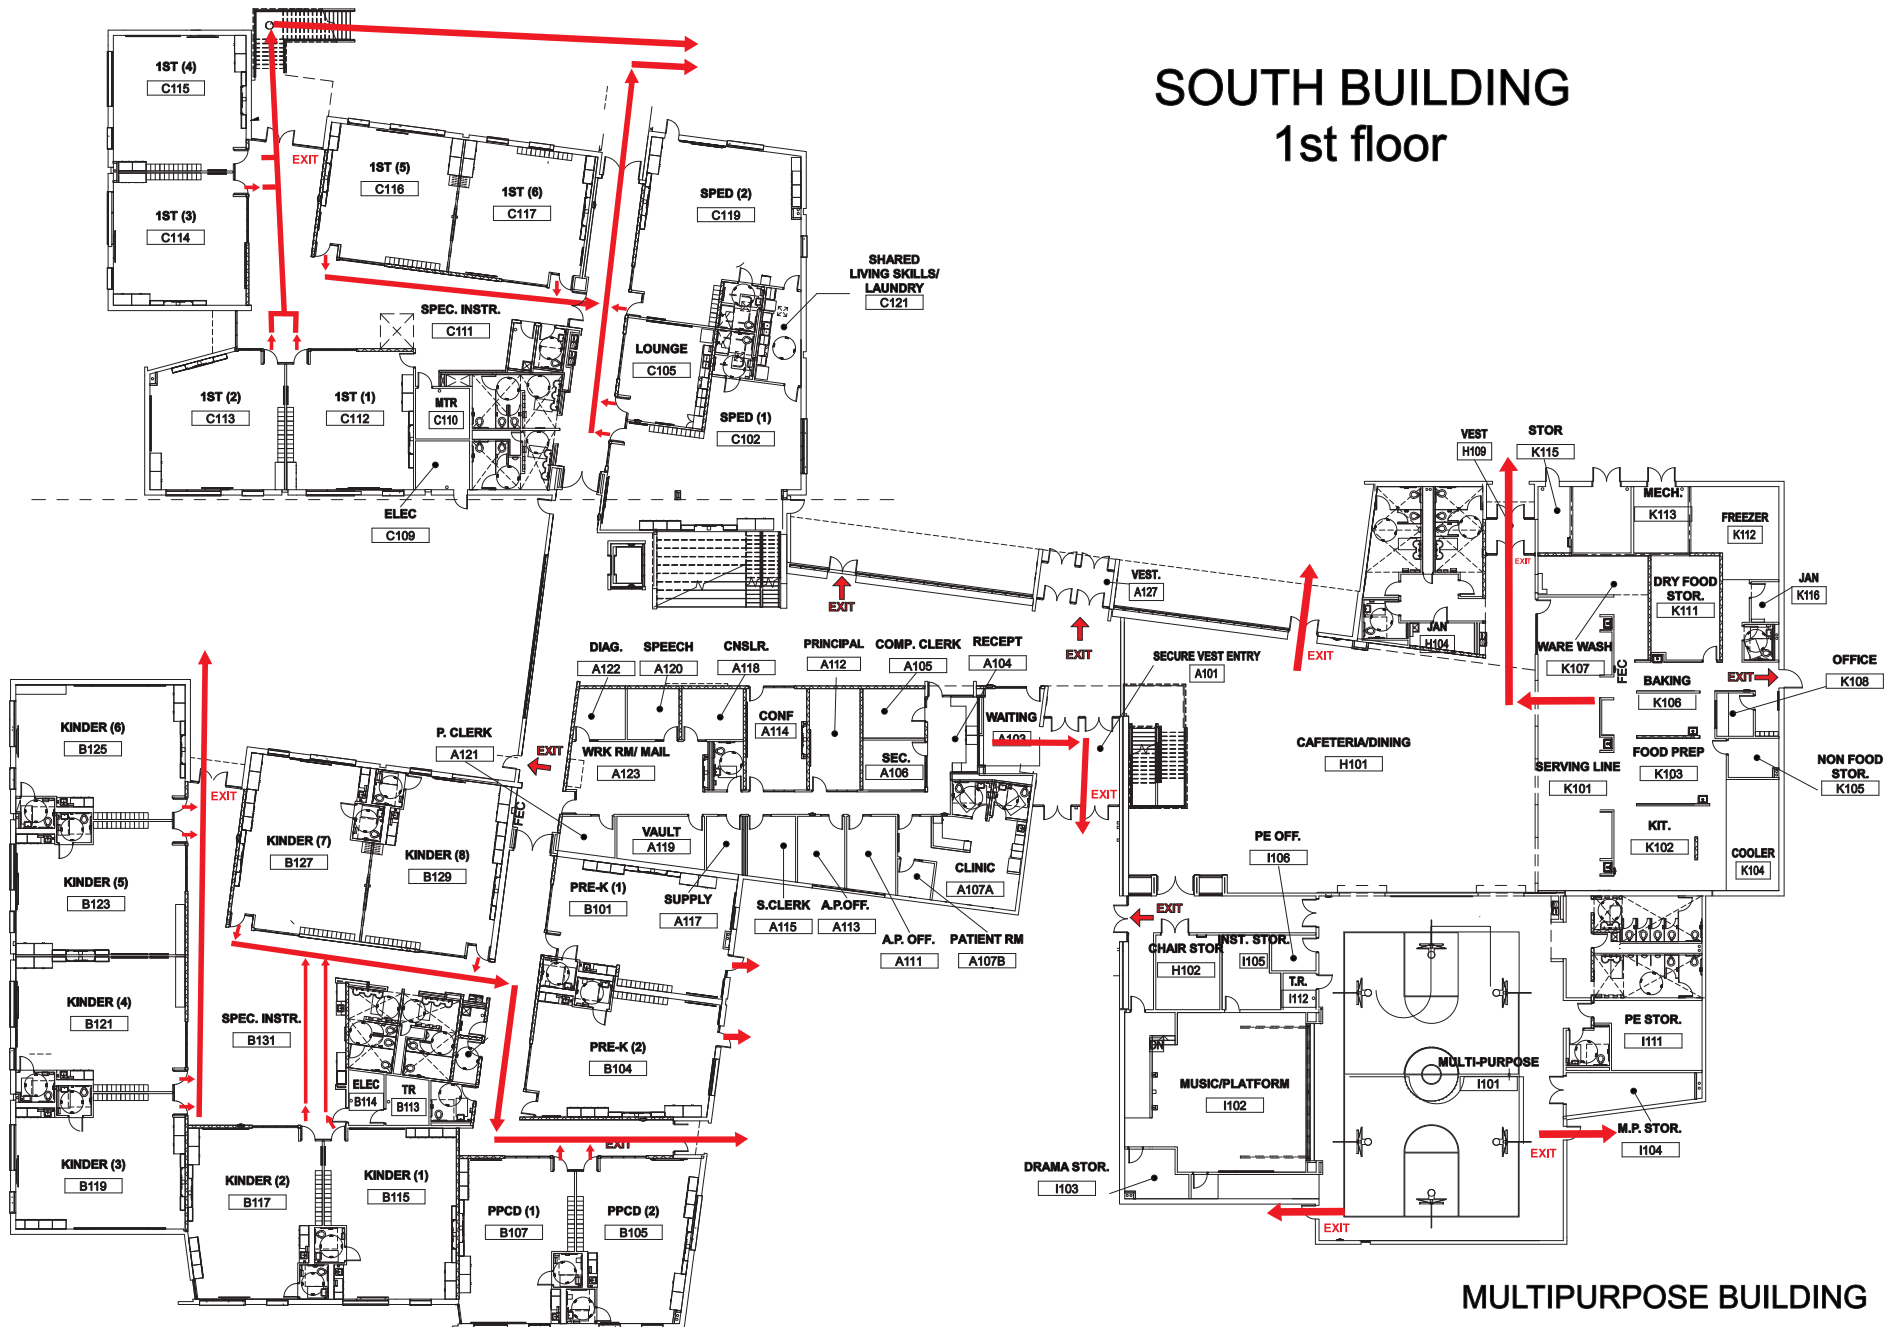 SOUTH BUILDING
1st floor
1ST (4)
C115
EXIT
1ST (3)
C114
1ST (5)
C116
1ST (6)
C117
SPED (2)
C119
SHARED
LIVING SKILLS/
LAUNDRY
C121
SPEC. INSTR.
C111
LOUNGE
C105
1ST (2)
C113
1ST (1)
C112
MTR
C110
SPED (1)
C102
ELEC
C109
VEST
H109
STOR
K115
MECH.
K113
FREEZER
K112
EXIT
DRY FOOD
STOR.
K111
JAN
K116
VEST.
A127
EXIT
EXIT
JAN
H104
EXIT
WARE WASH
K107
FEC
BAKING
K106
EXIT
OFFICE
K108
DIAG.
A122
SPEECH
A120
CNSLR.
A118
PRINCIPAL
A112
COMP. CLERK
A105
RECEPT
A104
SECURE VEST ENTRY
A101
KINDER (6)
B125
P. CLERK
A121
EXIT
WRK RM/ MAIL
A123
CONF
A114
SEC.
A106
WAITING
A103
EXIT
CAFETERIA/DINING
H101
SERVING LINE
K101
FOOD PREP
K103
NON FOOD
STOR.
K105
EXIT
FEC
KIT.
K102
COOLER
K104
KINDER (7)
B127
KINDER (8)
B129
VAULT
A119
PE OFF.
I106
CLINIC
A107A
KINDER (5)
B123
PRE-K (1)
B101
SUPPLY
A117
S.CLERK
A115
A.P.OFF.
A113
A.P. OFF.
A111
PATIENT RM
A107B
EXIT
CHAIR STOR
H102
INST. STOR.
I105
T.R.
I112
KINDER (4)
B121
SPEC. INSTR.
B131
PRE-K (2)
B104
PE STOR.
I111
DN
MULTI-PURPOSE
I101
MUSIC/PLATFORM
I102
ELEC
B114
TR
B113
M.P. STOR.
I104
EXIT
EXIT
KINDER (3)
B119
KINDER (2)
B117
KINDER (1)
B115
PPCD (1)
B107
PPCD (2)
B105
DRAMA STOR.
I103
EXIT
MULTIPURPOSE BUILDING